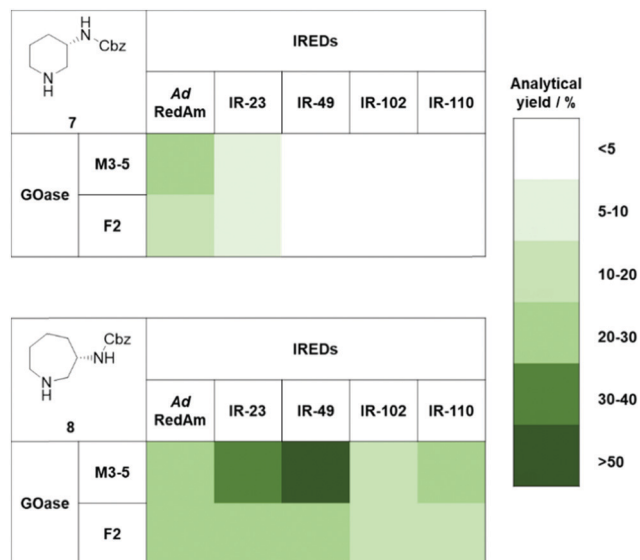 H
N
Cbz
N
H
7
IREDs
Ad
RedAm
IR-23
IR-49
IR-102
IR-110
GOase
M3-5
F2
Analytical
yield / %
<5
5-10
10-20
20-30
30-40
>50
Cbz
NH
N
H
8
IREDs
Ad
RedAm
IR-23
IR-49
IR-102
IR-110
GOase
M3-5
F2